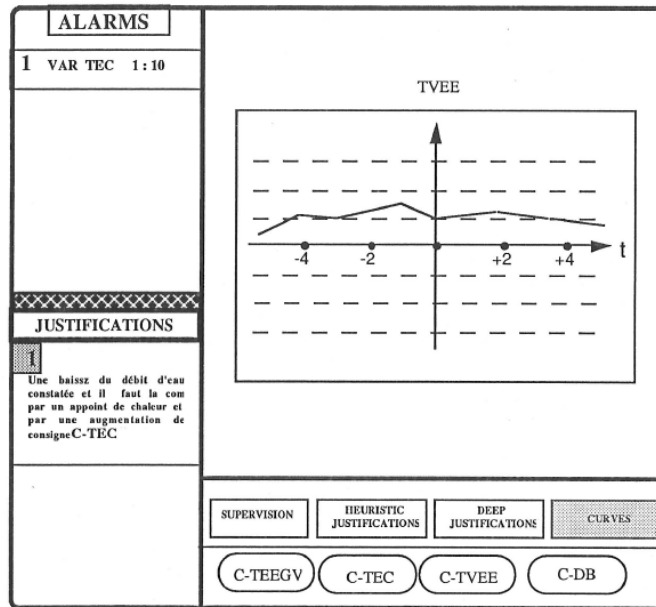 ALARMS
1 VAR TEC 1:10
JUSTIFICATIONS
1
Une baissz du débit d'eau
constatée et il faut la com
par un appoint de chaleur et
par une augmentation de
consigneC-TEC
TVEE
t
-4 -2 +2 +4
SUPERVISION
HEURISTIC
JUSTIFICATIONS
DEEP
JUSTIFICATIONS
CURVES
C-TEEGV C-TEC C-TVEE C-DB